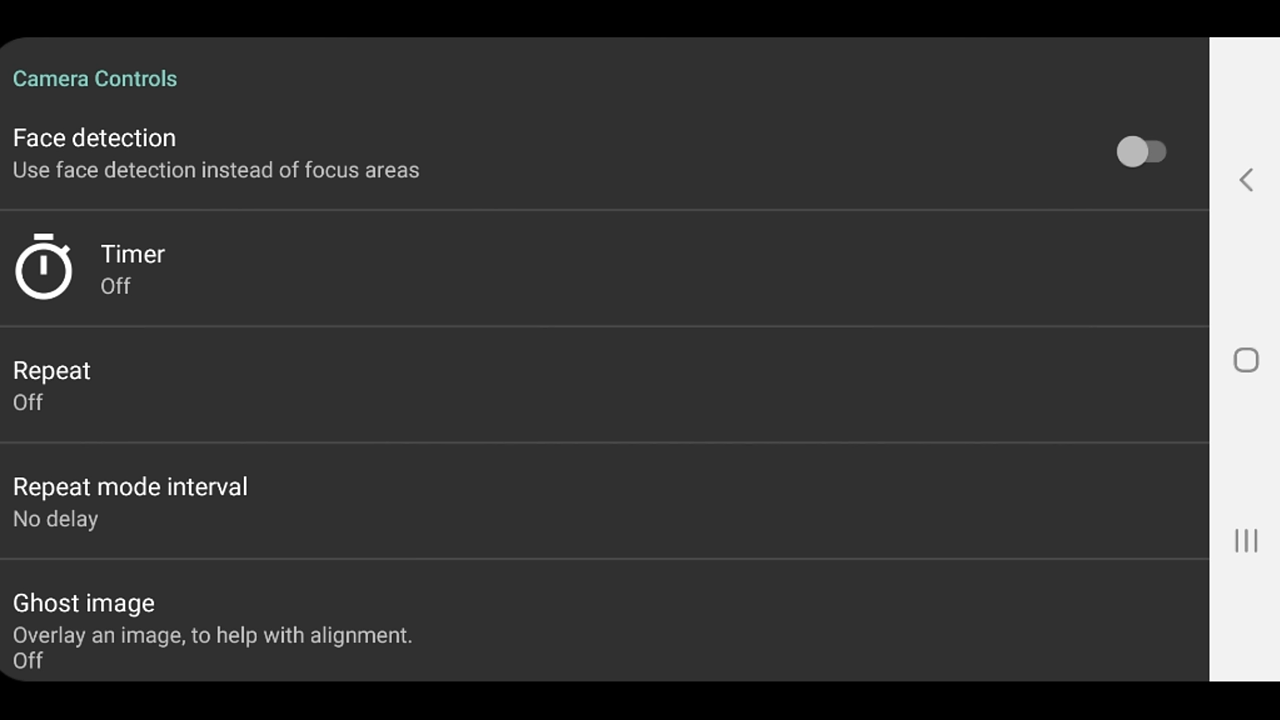 Camera Controls
Face detection
Use face detection instead of focus areas
Timer
Off
Repeat
Off
Repeat mode interval
No delay
Ghost image
Overlay an image, to help with alignment.
Off